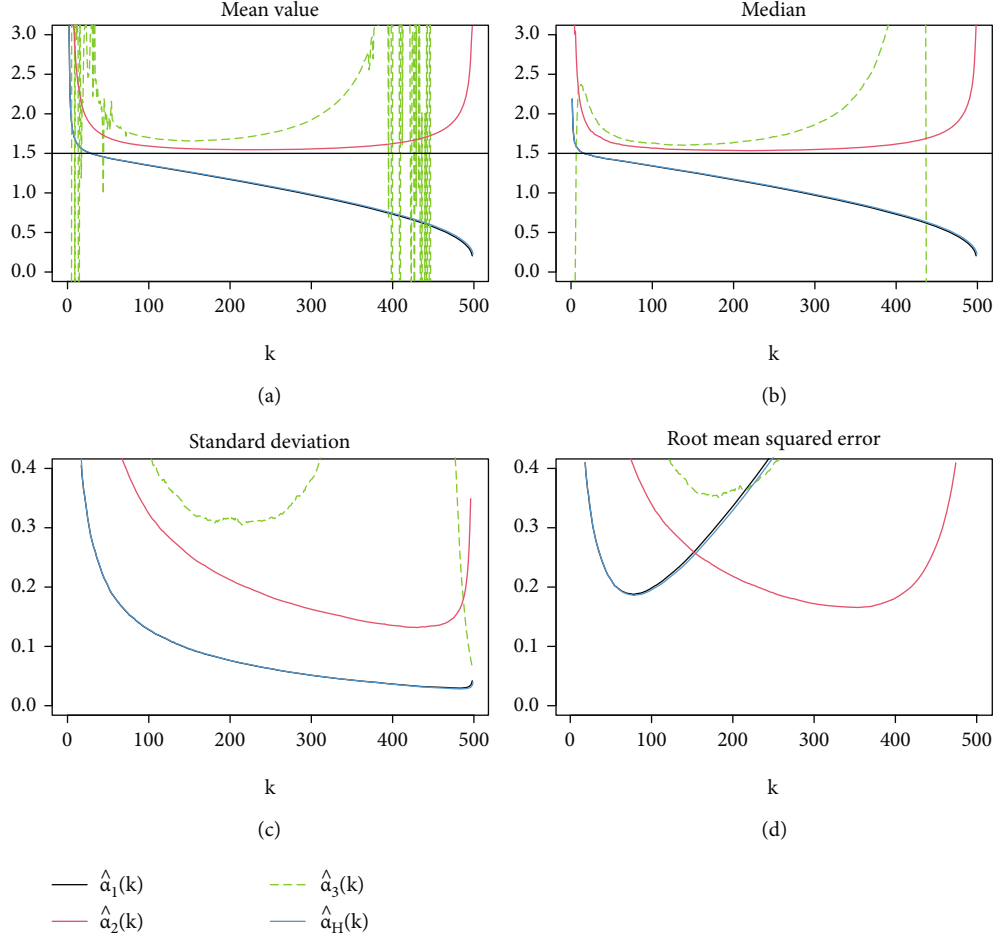 Mean value
3.0
2.5
2.0
1.5
1.0
0.5
0.0
0 100 200 300 400 500
k
(a)
Median
3.0
2.5
2.0
1.5
1.0
0.5
0.0
0 100 200 300 400 500
k
(b)
Standard deviation
0.4
0.3
0.2
0.1
0.0
0 100 200 300 400 500
k
(c)
Root mean squared error
0.4
0.3
0.2
0.1
0.0
0 100 200 300 400 500
k
(d)
α̂₁(k)
α̂₃(k)
α̂₂(k)
α̂_H(k)